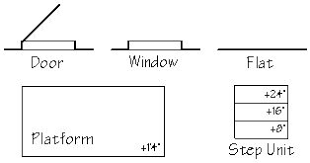 Door Window Flat
+24"
+16"
Platform +14" +8"
Step Unit